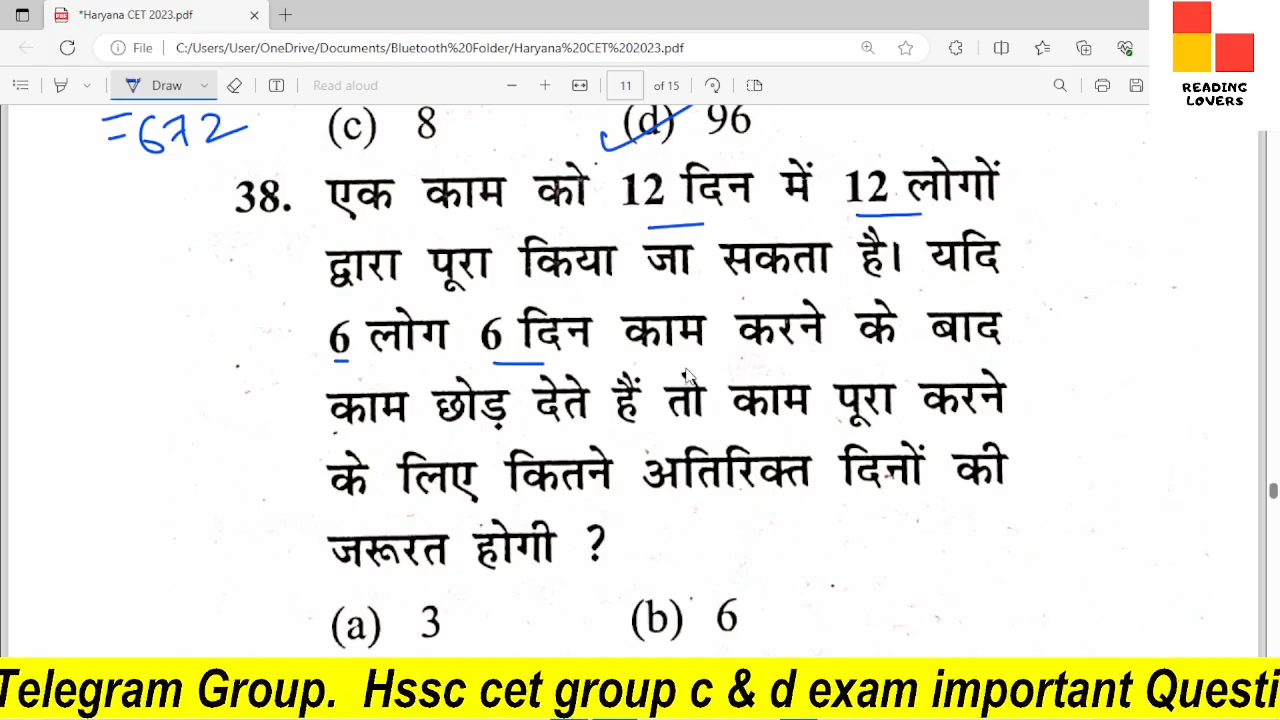 *Haryana CET 2023.pdf
File C:/Users/User/OneDrive/Documents/Bluetooth%20Folder/Haryana%20CET%202023.pdf
Draw Read aloud 11 of 15
READING
LOVERS
=672 (c) 8 (d) 96
38. एक काम को 12 दिन में 12 लोगों
द्वारा पूरा किया जा सकता है। यदि
6 लोग 6 दिन काम करने के बाद
काम छोड़ देते हैं तो काम पूरा करने
के लिए कितने अतिरिक्त दिनों की
जरूरत होगी ?
(a) 3 (b) 6
Telegram Group. Hssc cet group c & d exam important Questi